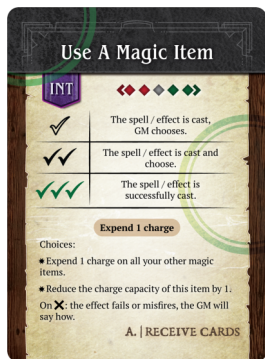 Use A Magic Item
INT
The spell / effect is cast,
GM chooses.
The spell / effect is cast and
choose.
The spell / effect is
successfully cast.
Expend 1 charge
Choices:
✷Expend 1 charge on all your other magic
items.
✷Reduce the charge capacity of this item by 1.
On ✕: the effect fails or misfires, the GM will
say how.
A. | RECEIVE CARDS